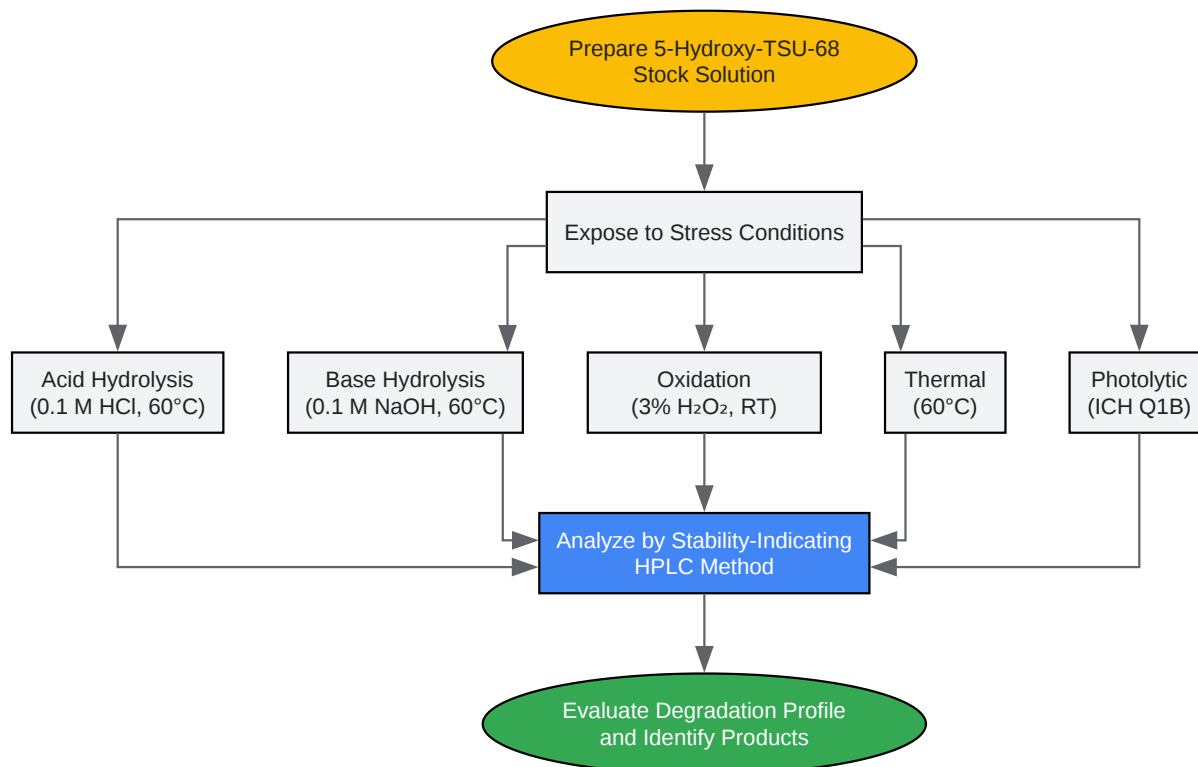 Prepare 5-Hydroxy-TSU-68
Stock Solution
Expose to Stress Conditions
Acid Hydrolysis
(0.1 M HCl, 60°C)
Base Hydrolysis
(0.1 M NaOH, 60°C)
Oxidation
(3% H₂O₂, RT)
Thermal
(60°C)
Photolytic
(ICH Q1B)
Analyze by Stability-Indicating
HPLC Method
Evaluate Degradation Profile
and Identify Products